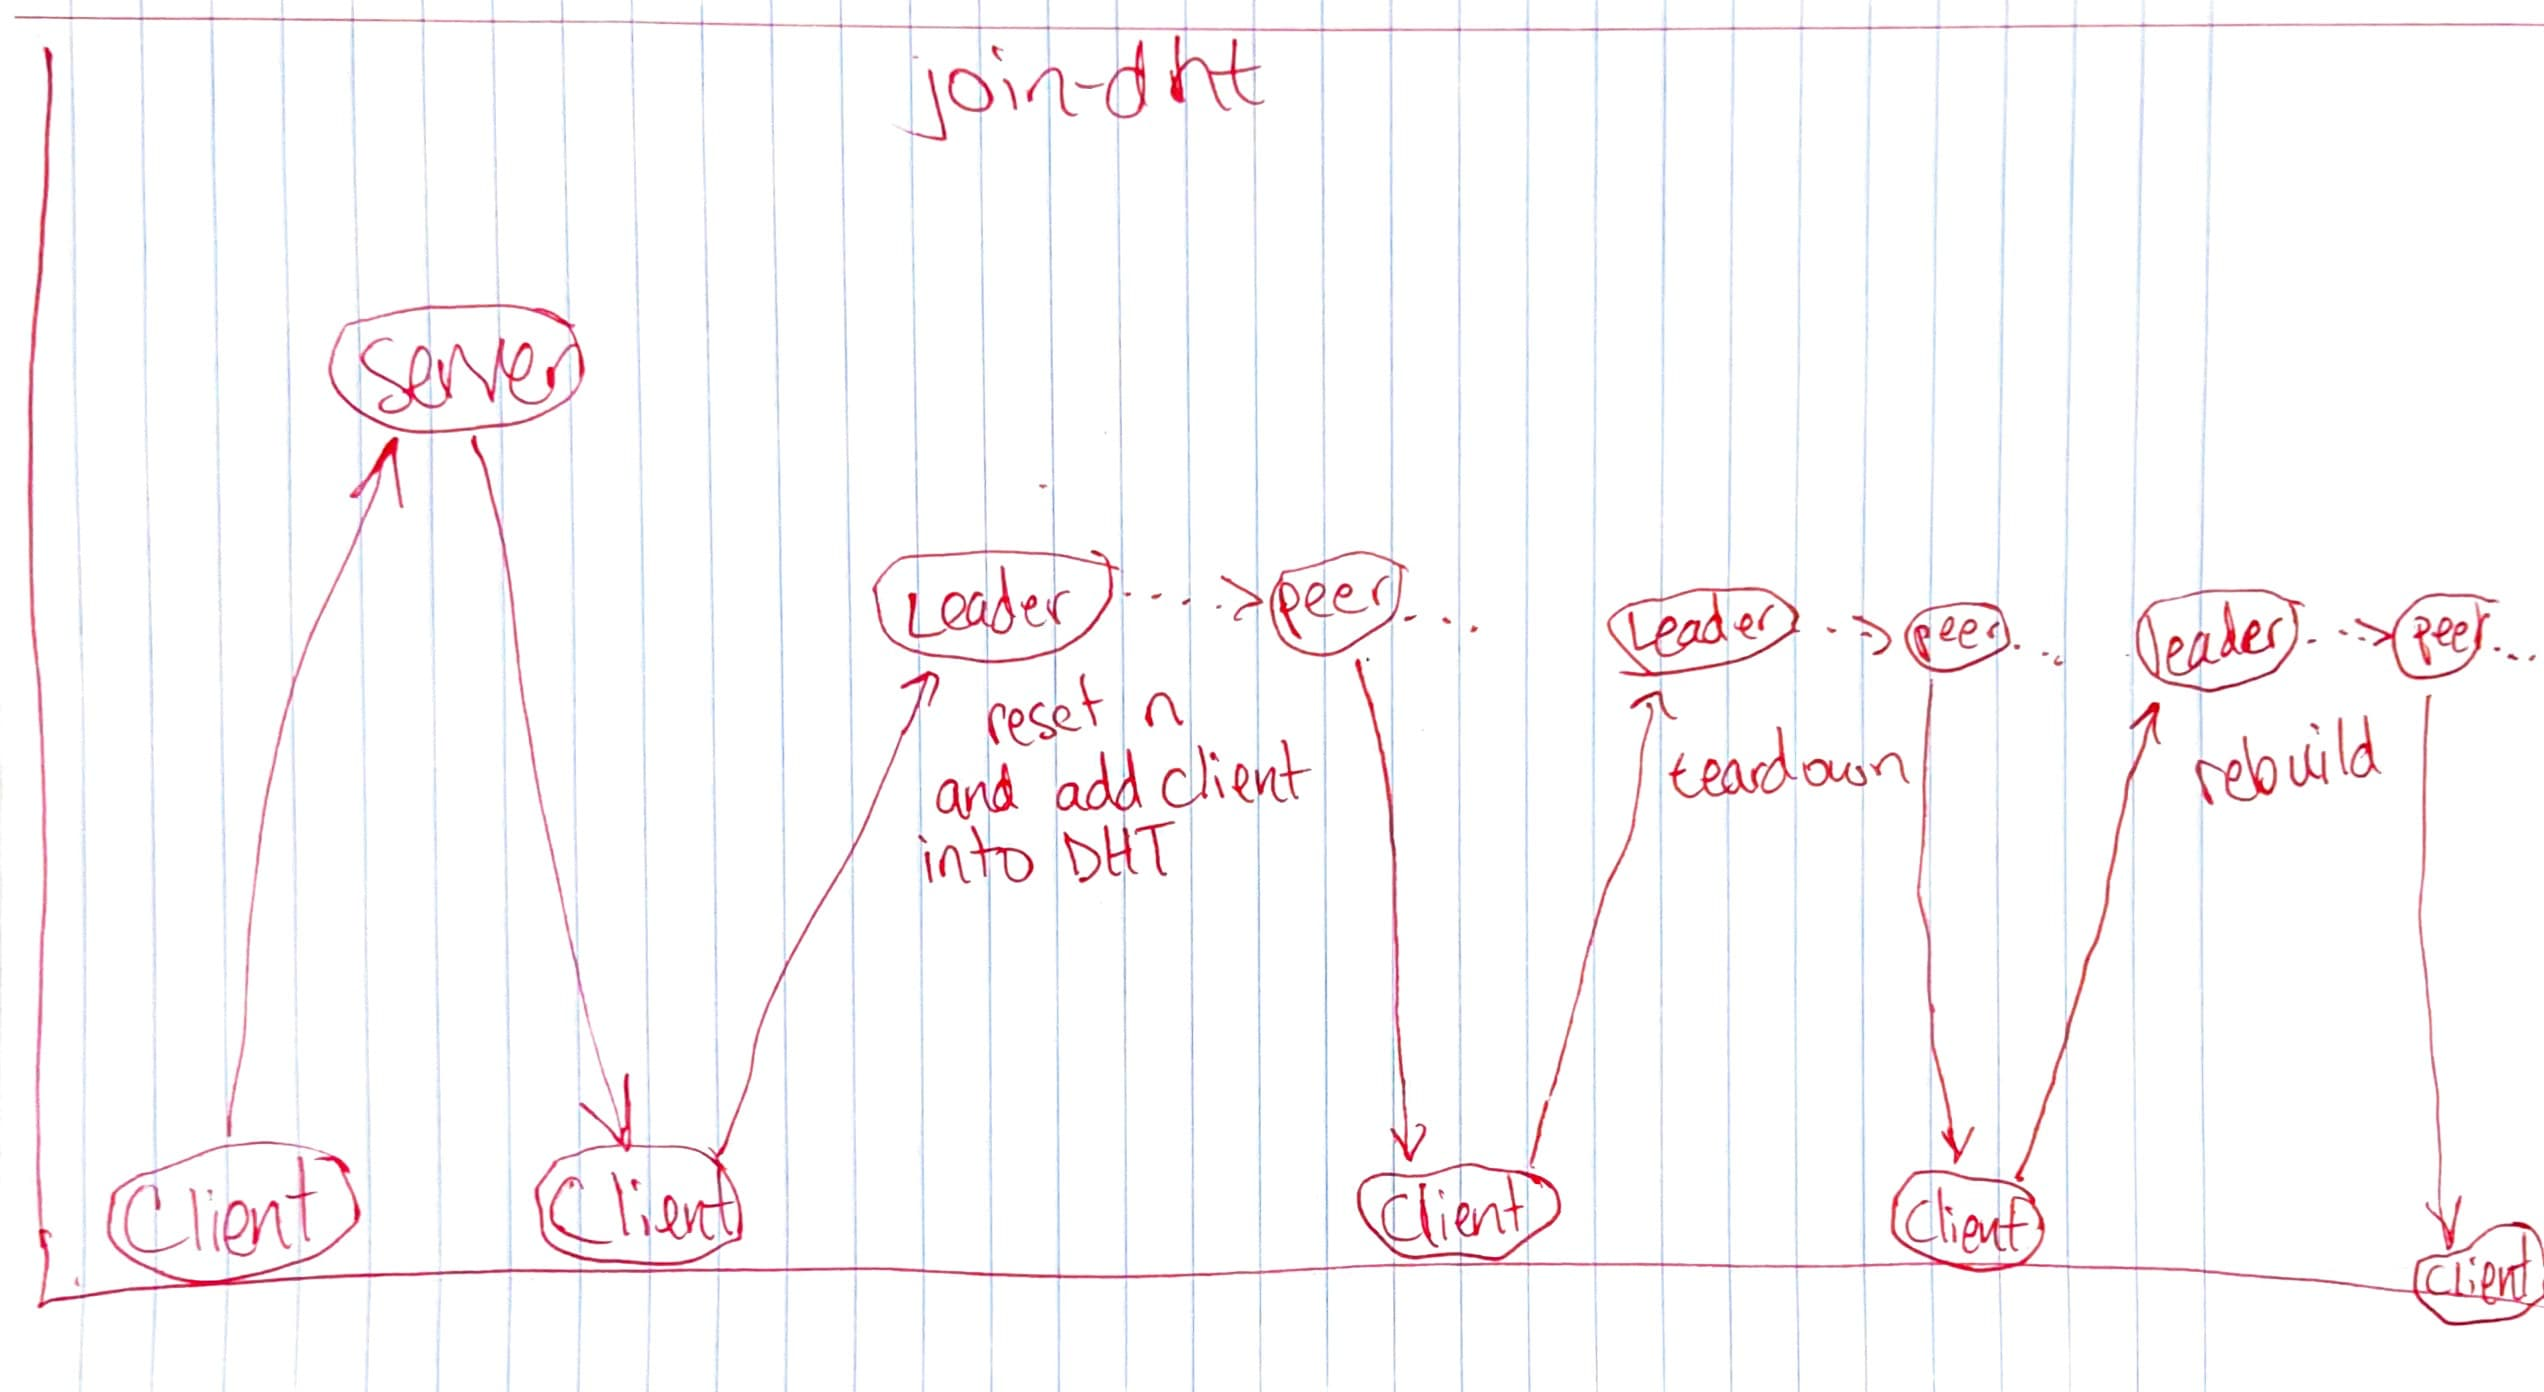 join-dht
Server
Leader ....> peer ...
Leader ..> peer ...
leader ..> peer ...
reset n
and add client
into DHT
teardown
rebuild
Client
Client
Client
Client
Client